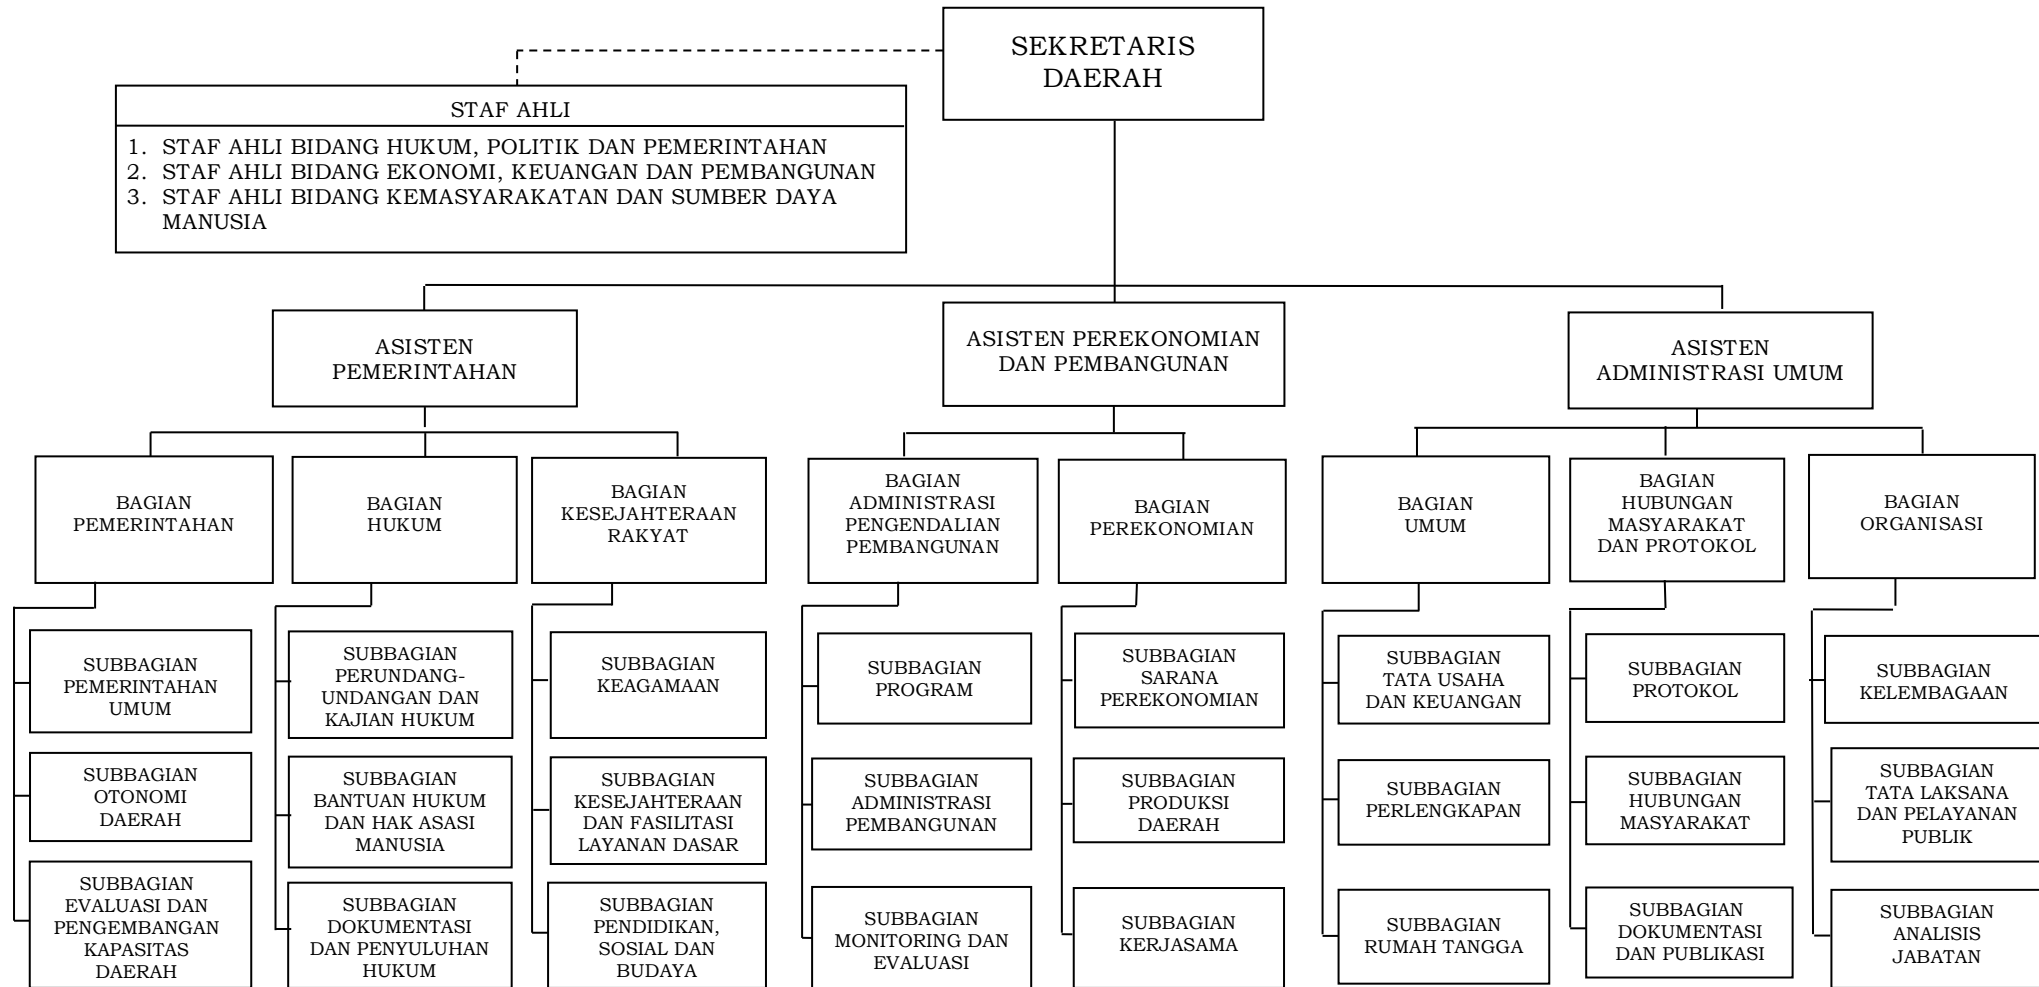 SEKRETARIS
DAERAH
STAF AHLI
1. STAF AHLI BIDANG HUKUM, POLITIK DAN PEMERINTAHAN
2. STAF AHLI BIDANG EKONOMI, KEUANGAN DAN PEMBANGUNAN
3. STAF AHLI BIDANG KEMASYARAKATAN DAN SUMBER DAYA
MANUSIA
ASISTEN
PEMERINTAHAN
ASISTEN PEREKONOMIAN
DAN PEMBANGUNAN
ASISTEN
ADMINISTRASI UMUM
BAGIAN
PEMERINTAHAN
BAGIAN
HUKUM
BAGIAN
KESEJAHTERAAN
RAKYAT
BAGIAN
ADMINISTRASI
PENGENDALIAN
PEMBANGUNAN
BAGIAN
PEREKONOMIAN
BAGIAN
UMUM
BAGIAN
HUBUNGAN
MASYARAKAT
DAN PROTOKOL
BAGIAN
ORGANISASI
SUBBAGIAN
PEMERINTAHAN
UMUM
SUBBAGIAN
PERUNDANG-
UNDANGAN DAN
KAJIAN HUKUM
SUBBAGIAN
KEAGAMAAN
SUBBAGIAN
PROGRAM
SUBBAGIAN
SARANA
PEREKONOMIAN
SUBBAGIAN
TATA USAHA
DAN KEUANGAN
SUBBAGIAN
PROTOKOL
SUBBAGIAN
KELEMBAGAAN
SUBBAGIAN
OTONOMI
DAERAH
SUBBAGIAN
BANTUAN HUKUM
DAN HAK ASASI
MANUSIA
SUBBAGIAN
KESEJAHTERAAN
DAN FASILITASI
LAYANAN DASAR
SUBBAGIAN
ADMINISTRASI
PEMBANGUNAN
SUBBAGIAN
PRODUKSI
DAERAH
SUBBAGIAN
PERLENGKAPAN
SUBBAGIAN
HUBUNGAN
MASYARAKAT
SUBBAGIAN
TATA LAKSANA
DAN PELAYANAN
PUBLIK
SUBBAGIAN
EVALUASI DAN
PENGEMBANGAN
KAPASITAS
DAERAH
SUBBAGIAN
DOKUMENTASI
DAN PENYULUHAN
HUKUM
SUBBAGIAN
PENDIDIKAN,
SOSIAL DAN
BUDAYA
SUBBAGIAN
MONITORING DAN
EVALUASI
SUBBAGIAN
KERJASAMA
SUBBAGIAN
RUMAH TANGGA
SUBBAGIAN
DOKUMENTASI
DAN PUBLIKASI
SUBBAGIAN
ANALISIS
JABATAN